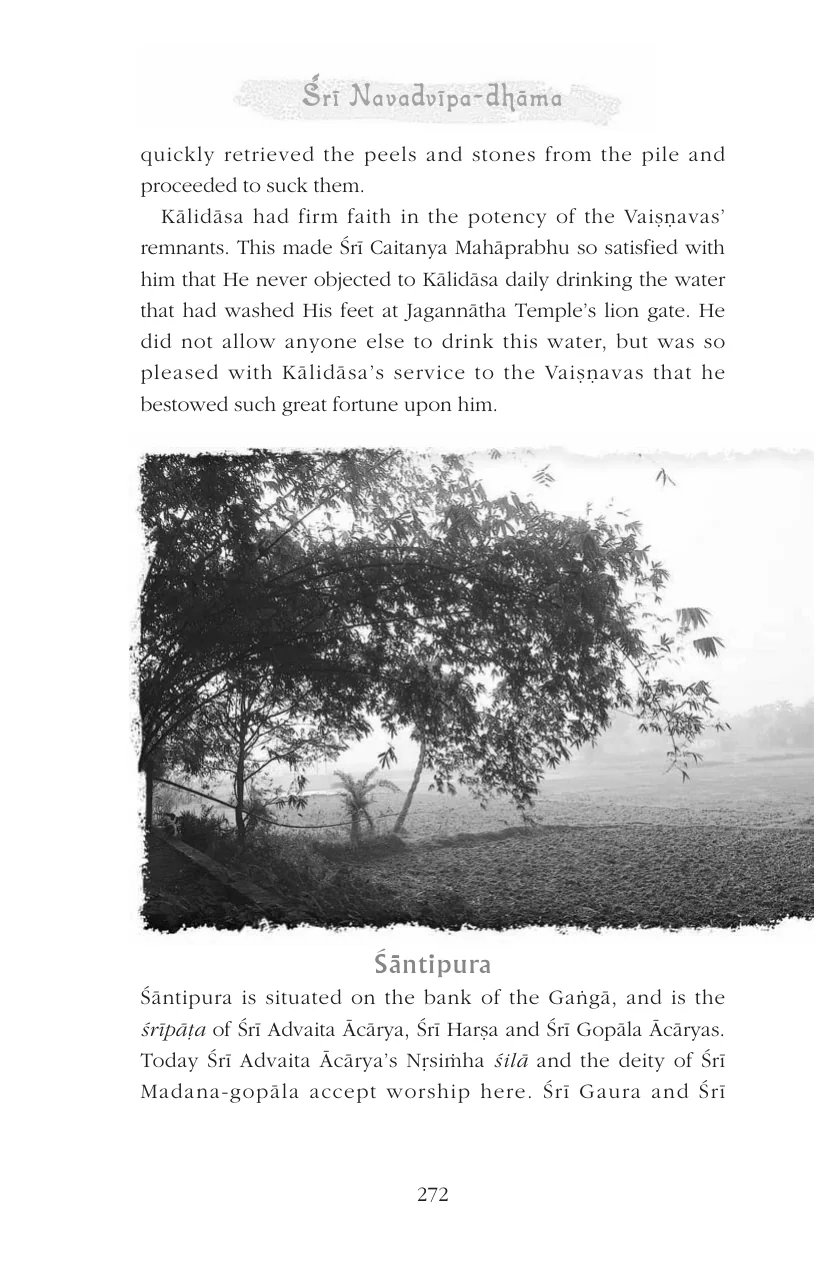 Śrī Navadvīpa-dhāma
quickly retrieved the peels and stones from the pile and
proceeded to suck them.
Kālidāsa had firm faith in the potency of the Vaiṣṇavas’
remnants. This made Śrī Caitanya Mahāprabhu so satisfied with
him that He never objected to Kālidāsa daily drinking the water
that had washed His feet at Jagannātha Temple’s lion gate. He
did not allow anyone else to drink this water, but was so
pleased with Kālidāsa’s service to the Vaiṣṇavas that he
bestowed such great fortune upon him.
Śāntipura
Śāntipura is situated on the bank of the Gaṅgā, and is the
śrīpāṭa of Śrī Advaita Ācārya, Śrī Harṣa and Śrī Gopāla Ācāryas.
Today Śrī Advaita Ācārya’s Nṛsiṁha śilā and the deity of Śrī
Madana-gopāla accept worship here. Śrī Gaura and Śrī
272